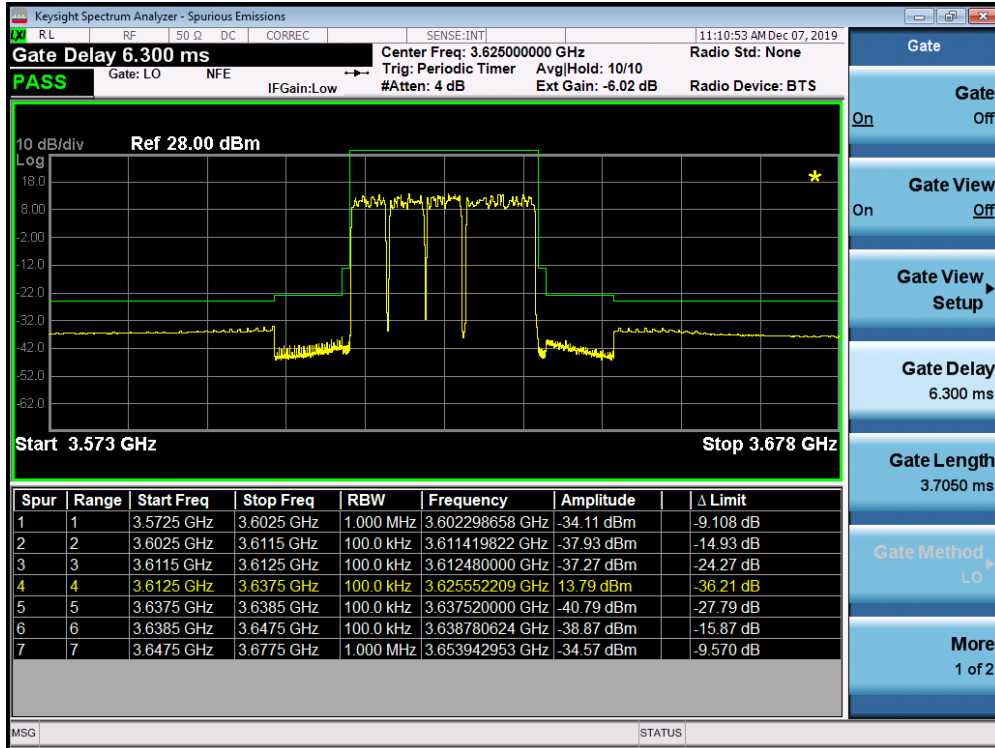 Keysight Spectrum Analyzer - Spurious Emissions
LXI RL RF 50 Ω DC CORREC SENSE:INT 11:10:53 AM Dec 07, 2019
Gate Delay 6.300 ms Center Freq: 3.625000000 GHz Radio Std: None
Gate: LO NFE Trig: Periodic Timer Avg|Hold: 10/10
PASS IFGain:Low #Atten: 4 dB Ext Gain: -6.02 dB Radio Device: BTS
10 dB/div Ref 28.00 dBm
Log
18.0
8.00
-2.00
-12.0
-22.0
-32.0
-42.0
-52.0
-62.0
*
Start 3.573 GHz Stop 3.678 GHz
Spur Range Start Freq Stop Freq RBW Frequency Amplitude Δ Limit
1 1 3.5725 GHz 3.6025 GHz 1.000 MHz 3.602298658 GHz -34.11 dBm -9.108 dB
2 2 3.6025 GHz 3.6115 GHz 100.0 kHz 3.611419822 GHz -37.93 dBm -14.93 dB
3 3 3.6115 GHz 3.6125 GHz 100.0 kHz 3.612480000 GHz -37.27 dBm -24.27 dB
4 4 3.6125 GHz 3.6375 GHz 100.0 kHz 3.625552209 GHz 13.79 dBm -36.21 dB
5 5 3.6375 GHz 3.6385 GHz 100.0 kHz 3.637520000 GHz -40.79 dBm -27.79 dB
6 6 3.6385 GHz 3.6475 GHz 100.0 kHz 3.638780624 GHz -38.87 dBm -15.87 dB
7 7 3.6475 GHz 3.6775 GHz 1.000 MHz 3.653942953 GHz -34.57 dBm -9.570 dB
MSG STATUS
Gate
Gate
On Off
Gate View
On Off
Gate View
Setup
Gate Delay
6.300 ms
Gate Length
3.7050 ms
Gate Method
LO
More
1 of 2